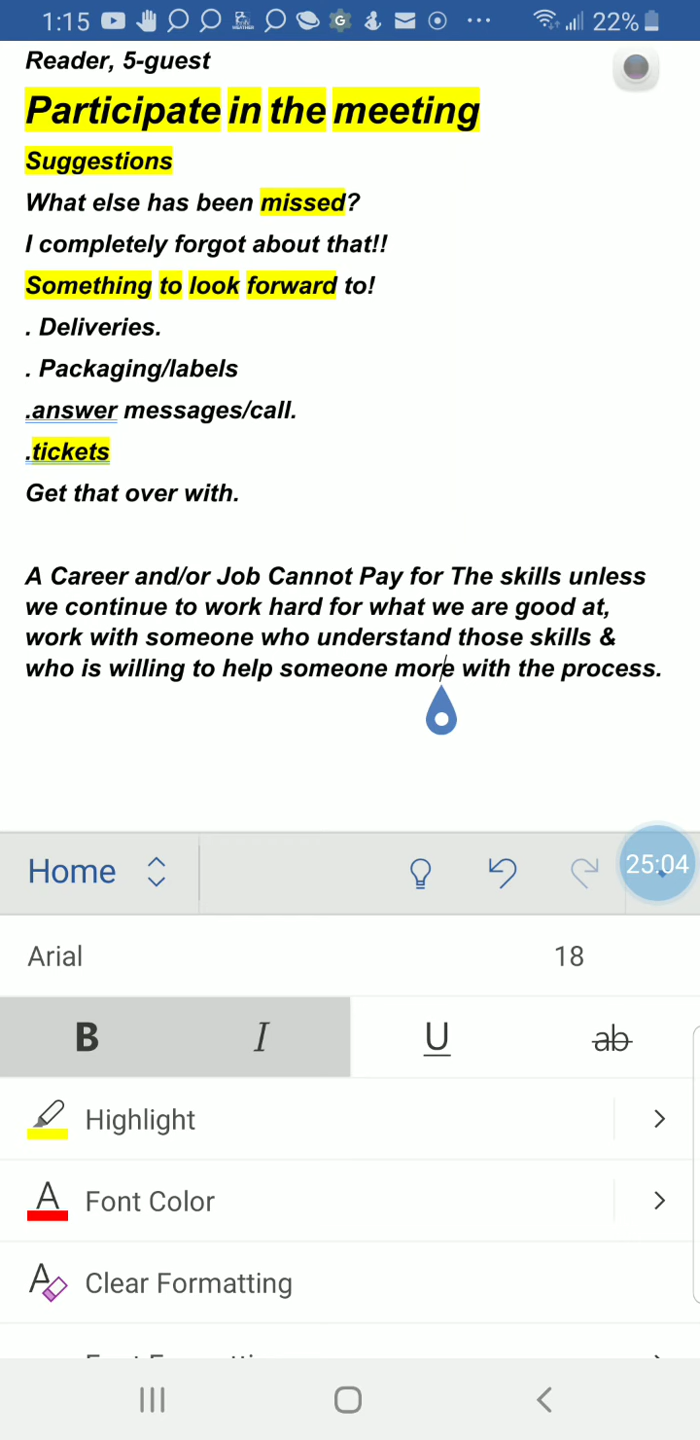 1:15
22%
Reader, 5-guest
Participate in the meeting
Suggestions
What else has been missed?
I completely forgot about that!!
Something to look forward to!
. Deliveries.
. Packaging/labels
.answer messages/call.
.tickets
Get that over with.
A Career and/or Job Cannot Pay for The skills unless
we continue to work hard for what we are good at,
work with someone who understand those skills &
who is willing to help someone more with the process.
Home
25:04
Arial 18
B I U ab
Highlight
A Font Color
A Clear Formatting